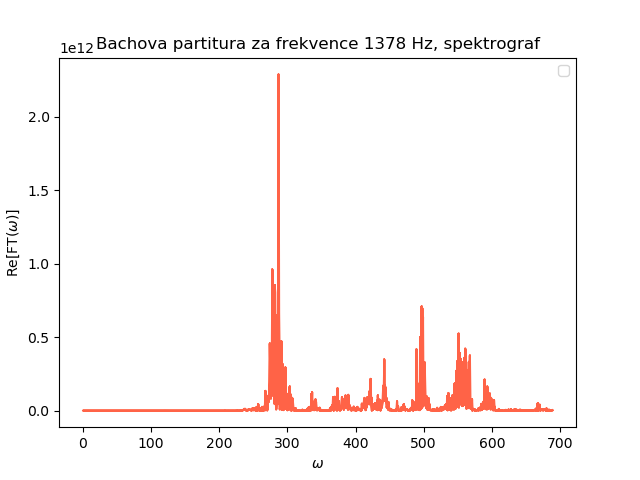 Bachova partitura za frekvence 1378 Hz, spektrograf
1e12
2.0
1.5
1.0
0.5
0.0
Re[FT(ω)]
0 100 200 300 400 500 600 700
ω